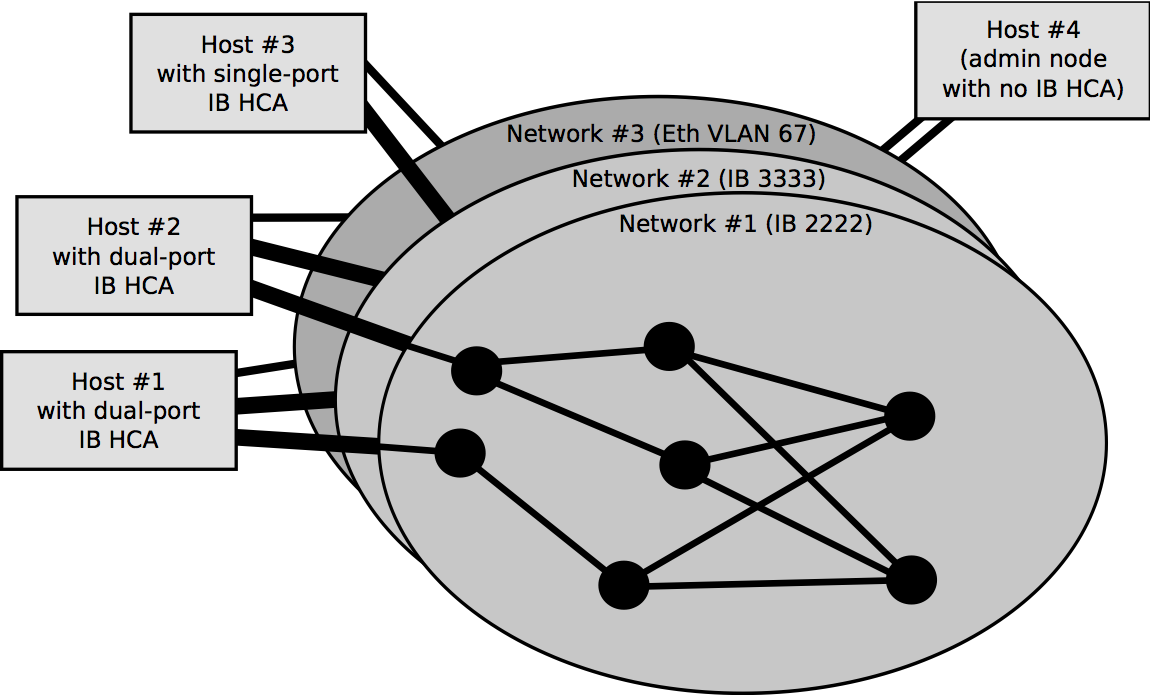 Host #3
with single-port
IB HCA
Host #4
(admin node
with no IB HCA)
Network #3 (Eth VLAN 67)
Network #2 (IB 3333)
Network #1 (IB 2222)
Host #2
with dual-port
IB HCA
Host #1
with dual-port
IB HCA